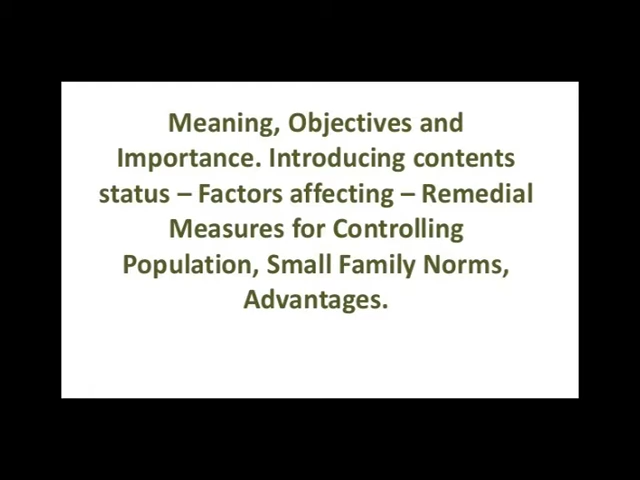 Meaning, Objectives and
Importance. Introducing contents
status – Factors affecting – Remedial
Measures for Controlling
Population, Small Family Norms,
Advantages.